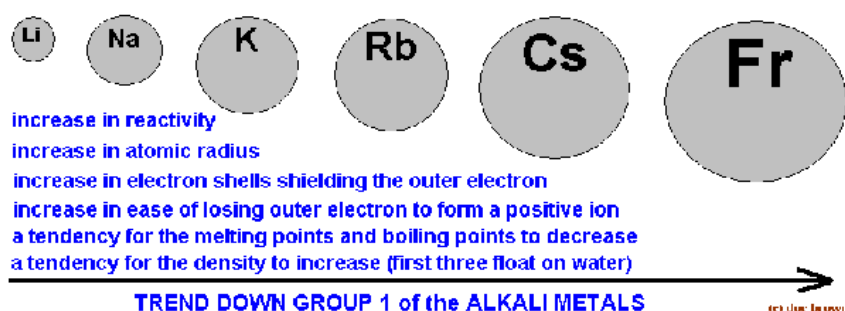 Li Na K Rb Cs Fr
increase in reactivity
increase in atomic radius
increase in electron shells shielding the outer electron
increase in ease of losing outer electron to form a positive ion
a tendency for the melting points and boiling points to decrease
a tendency for the density to increase (first three float on water)
TREND DOWN GROUP 1 of the ALKALI METALS
(c) doc